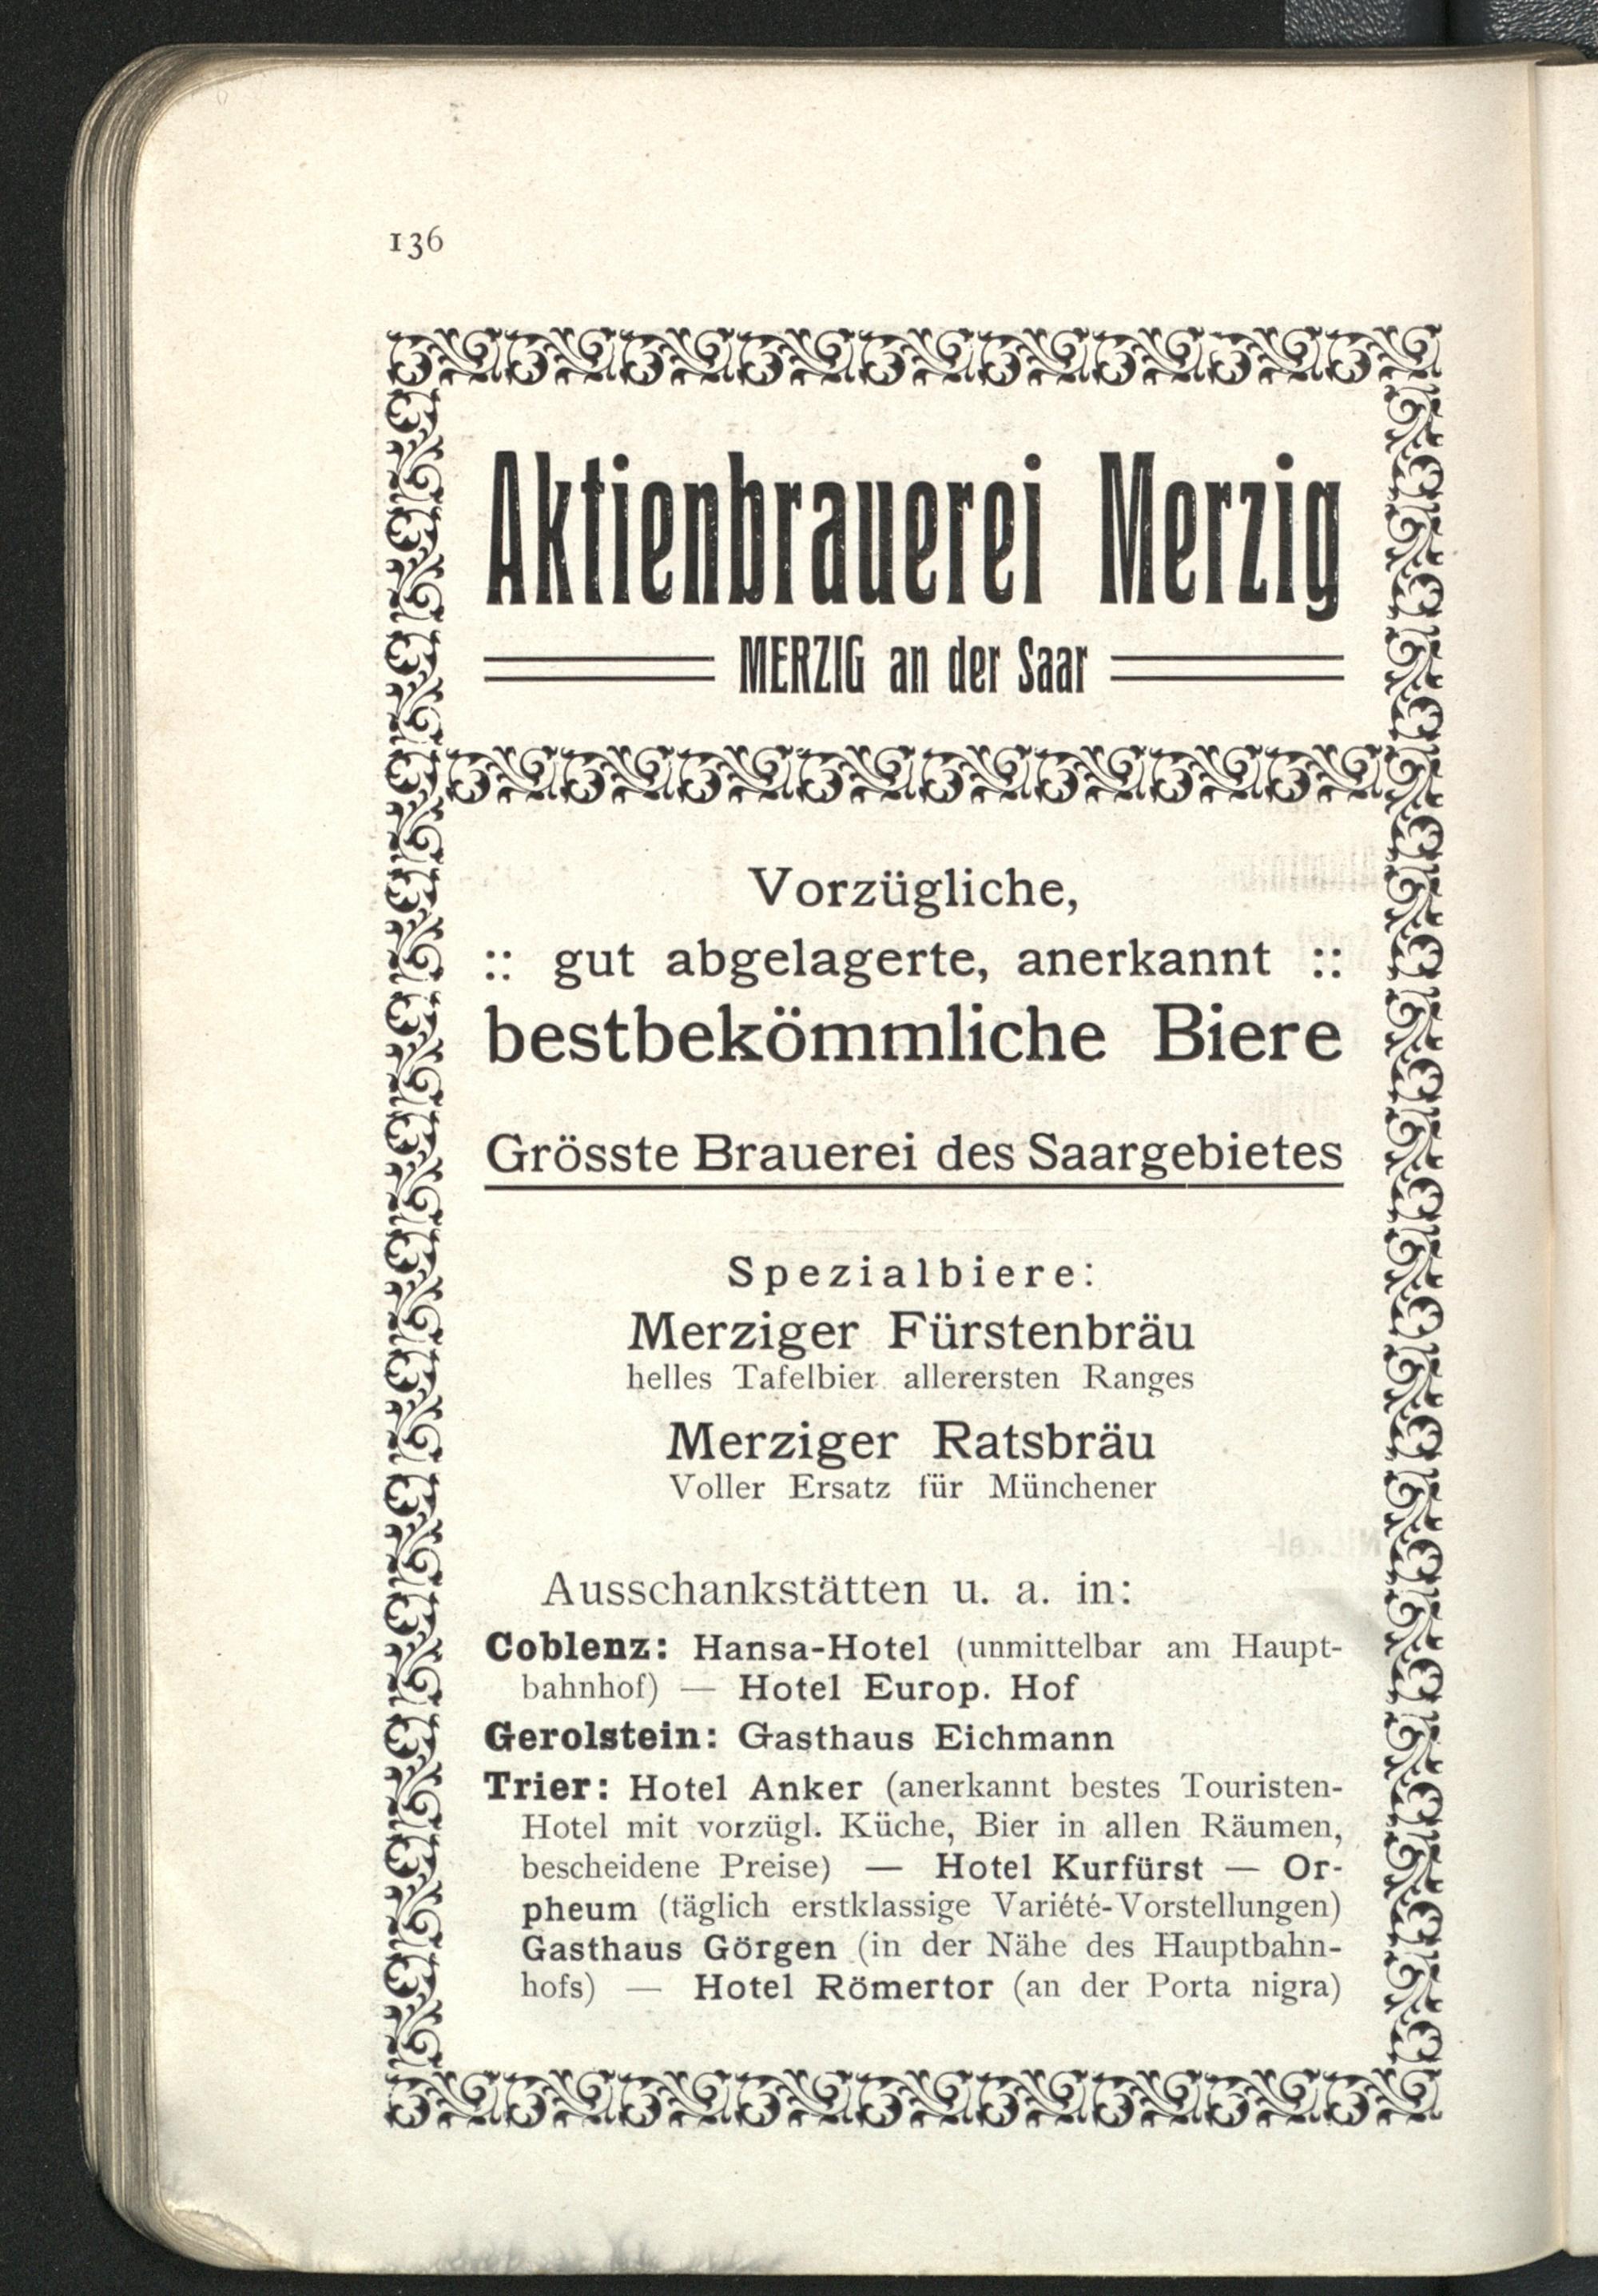 136
Aktienbrauerei Merzig
MERZIG an der Saar
Vorzügliche,
:: gut abgelagerte, anerkannt ::
bestbekömmliche Biere
Grösste Brauerei des Saargebietes
Spezialbiere:
Merziger Fürstenbräu
helles Tafelbier allerersten Ranges
Merziger Ratsbräu
Voller Ersatz für Münchener
Ausschankstätten u. a. in:
Coblenz: Hansa-Hotel (unmittelbar am Haupt-
bahnhof) — Hotel Europ. Hof
Gerolstein: Gasthaus Eichmann
Trier: Hotel Anker (anerkannt bestes Touristen-
Hotel mit vorzügl. Küche, Bier in allen Räumen,
bescheidene Preise) — Hotel Kurfürst — Or-
pheum (täglich erstklassige Variété-Vorstellungen)
Gasthaus Görgen (in der Nähe des Hauptbahn-
hofs) — Hotel Römertor (an der Porta nigra)